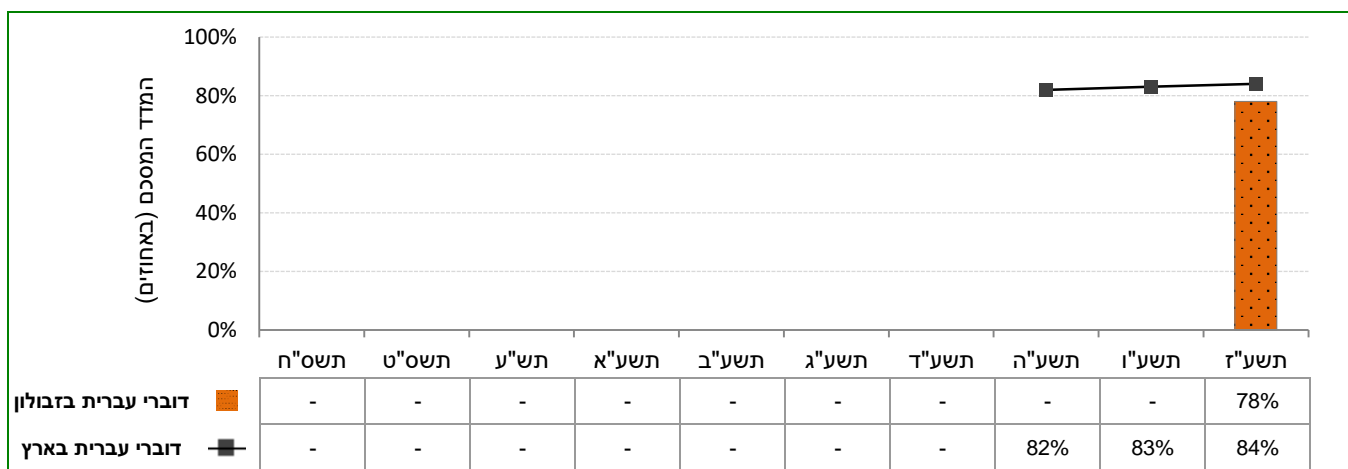 100%
80%
60%
40%
20%
0%
המדד המסכם (באחוזים)
תשס"ח תשס"ט תש"ע תשע"א תשע"ב תשע"ג תשע"ד תשע"ה תשע"ו תשע"ז
דוברי עברית בזבולון - - - - - - - - - 78%
דוברי עברית בארץ - - - - - - - 82% 83% 84%